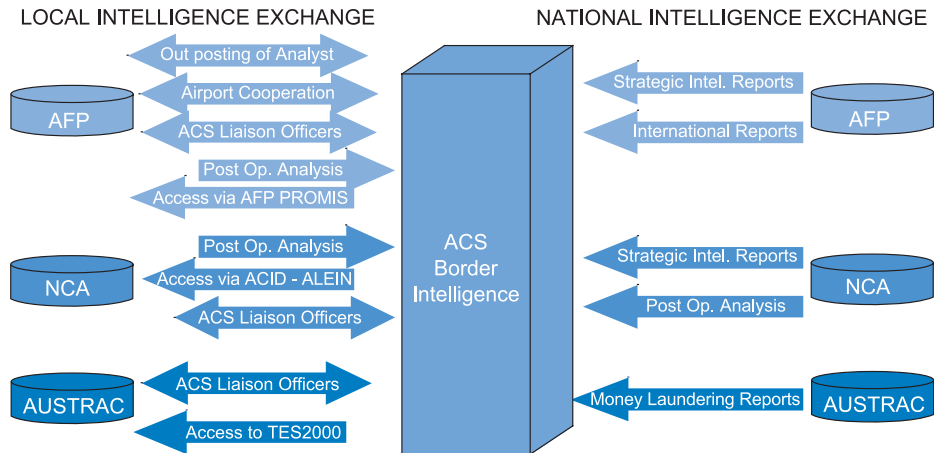 LOCAL INTELLIGENCE EXCHANGE
NATIONAL INTELLIGENCE EXCHANGE
Out posting of Analyst
Airport Cooperation
AFP
ACS Liaison Officers
Post Op. Analysis
Access via AFP PROMIS
Post Op. Analysis
Access via ACID - ALEIN
NCA
ACS Liaison Officers
ACS Liaison Officers
AUSTRAC
Access to TES2000
ACS
Border
Intelligence
Strategic Intel. Reports
AFP
International Reports
Strategic Intel. Reports
NCA
Post Op. Analysis
Money Laundering Reports
AUSTRAC